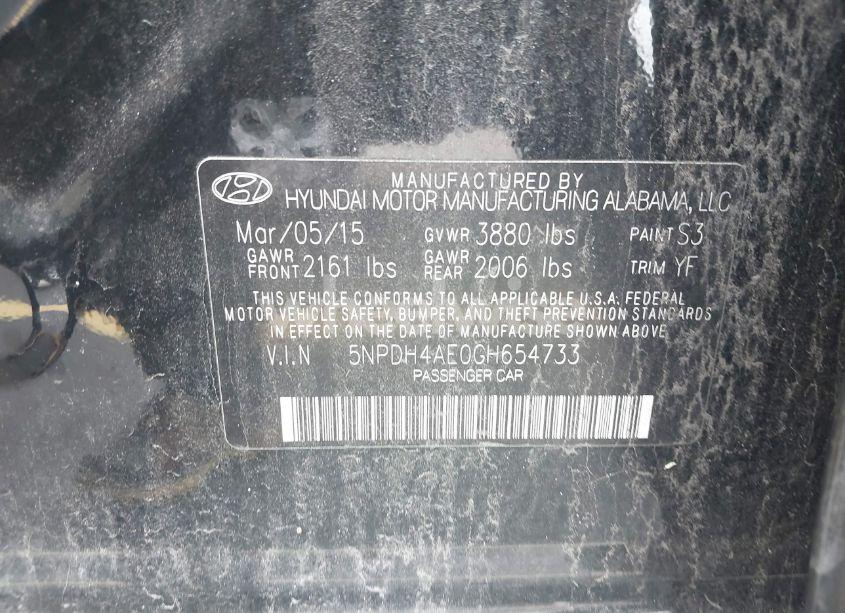 MANUFACTURED BY
HYUNDAI MOTOR MANUFACTURING ALABAMA, LLC
Mar/05/15 GVWR 3880 lbs PAINT S3
GAWR FRONT 2161 lbs GAWR REAR 2006 lbs TRIM YF
THIS VEHICLE CONFORMS TO ALL APPLICABLE U.S.A. FEDERAL
MOTOR VEHICLE SAFETY, BUMPER, AND THEFT PREVENTION STANDARDS
IN EFFECT ON THE DATE OF MANUFACTURE SHOWN ABOVE.
V.I.N 5NPDH4AE0GH654733
PASSENGER CAR